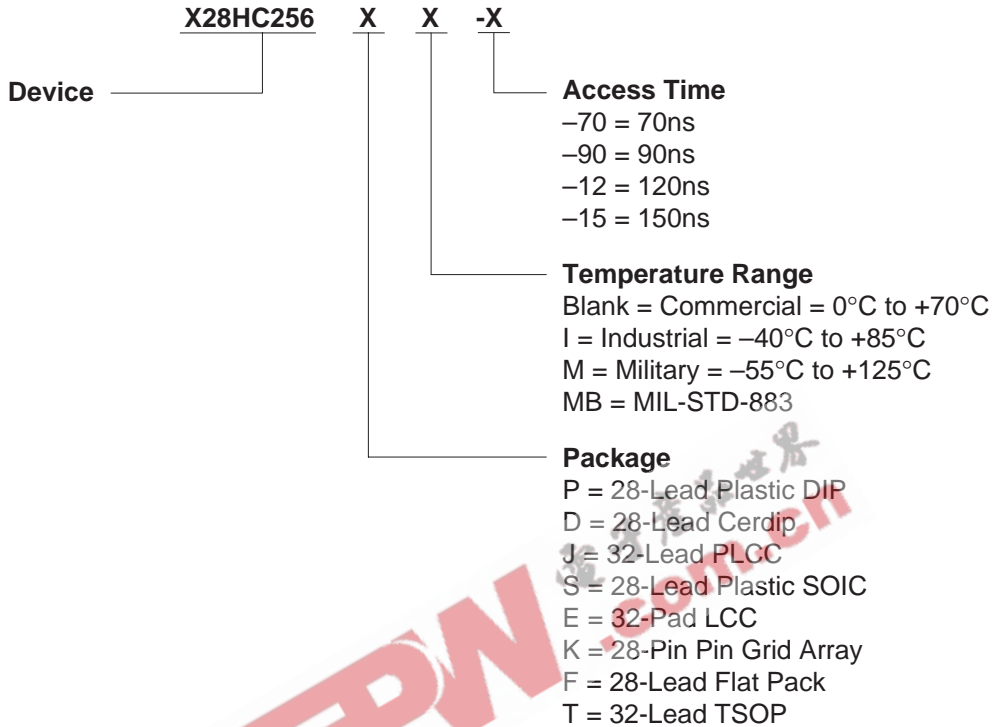 X28HC256 X X -X
Device
Access Time
–70 = 70ns
–90 = 90ns
–12 = 120ns
–15 = 150ns
Temperature Range
Blank = Commercial = 0°C to +70°C
I = Industrial = –40°C to +85°C
M = Military = –55°C to +125°C
MB = MIL-STD-883
Package
P = 28-Lead Plastic DIP
D = 28-Lead Cerdip
J = 32-Lead PLCC
S = 28-Lead Plastic SOIC
E = 32-Pad LCC
K = 28-Pin Pin Grid Array
F = 28-Lead Flat Pack
T = 32-Lead TSOP
.com.cn